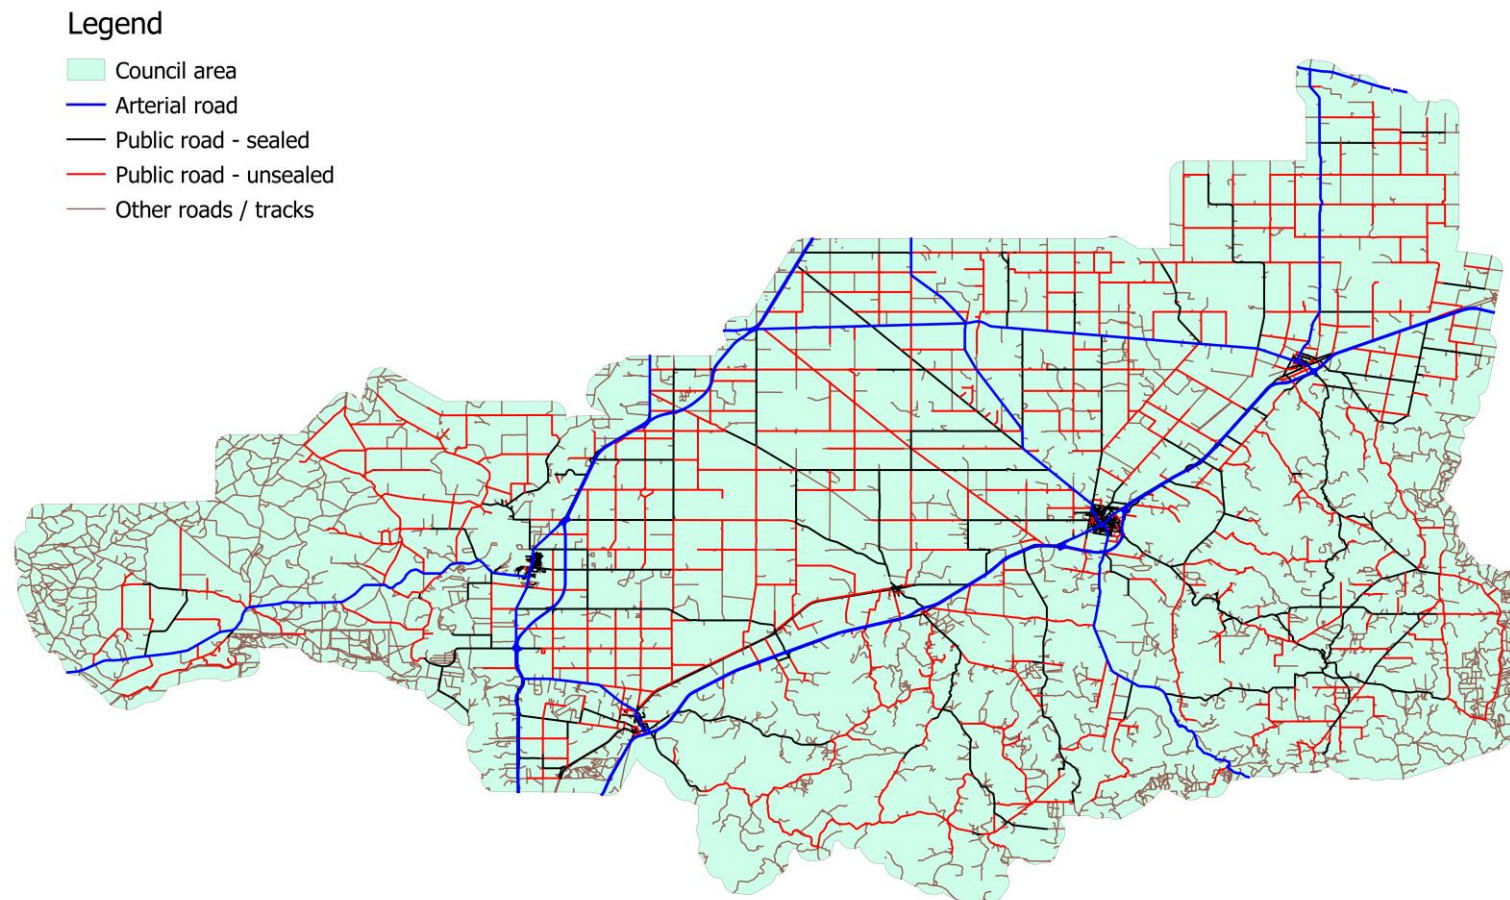 Legend
Council area
Arterial road
Public road - sealed
Public road - unsealed
Other roads / tracks